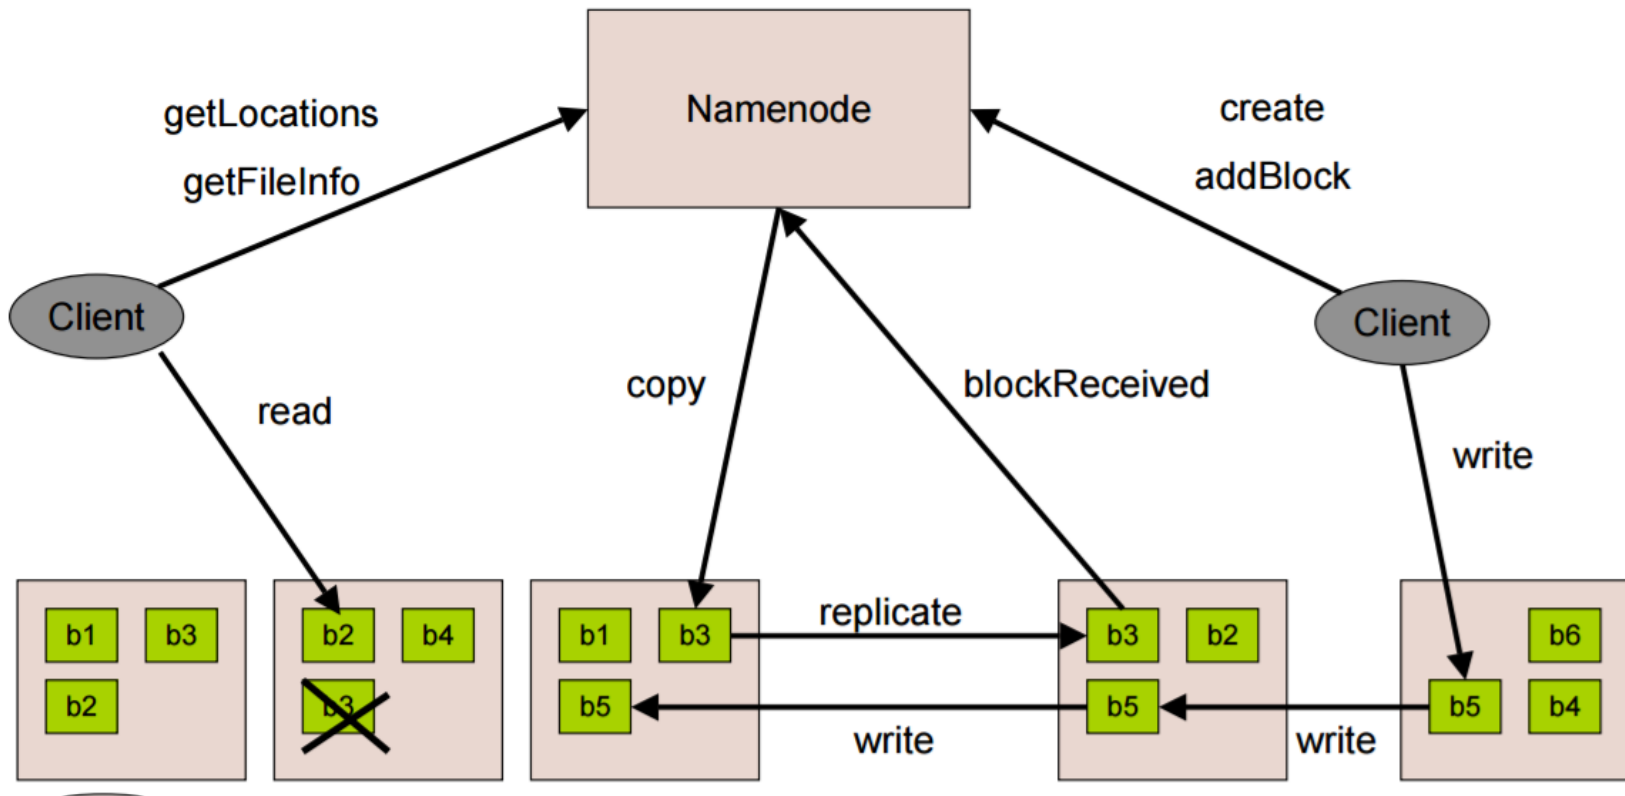 Namenode
getLocations
getFileInfo
create
addBlock
Client
Client
read
copy
blockReceived
write
b1 b3
b2
b2 b4
b3
b1 b3
b5
replicate
write
b3 b2
b5
write
b6
b5 b4